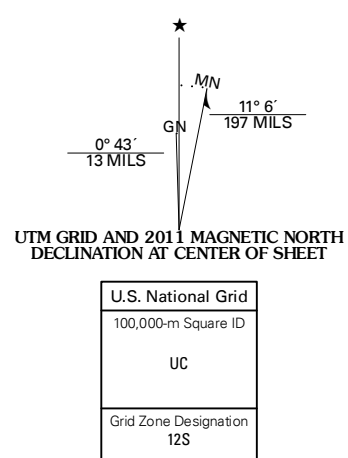 ★
MN
11° 6´
197 MILS
GN
0° 43´
13 MILS
UTM GRID AND 2011 MAGNETIC NORTH
DECLINATION AT CENTER OF SHEET
U.S. National Grid
100,000-m Square ID
UC
Grid Zone Designation
12S